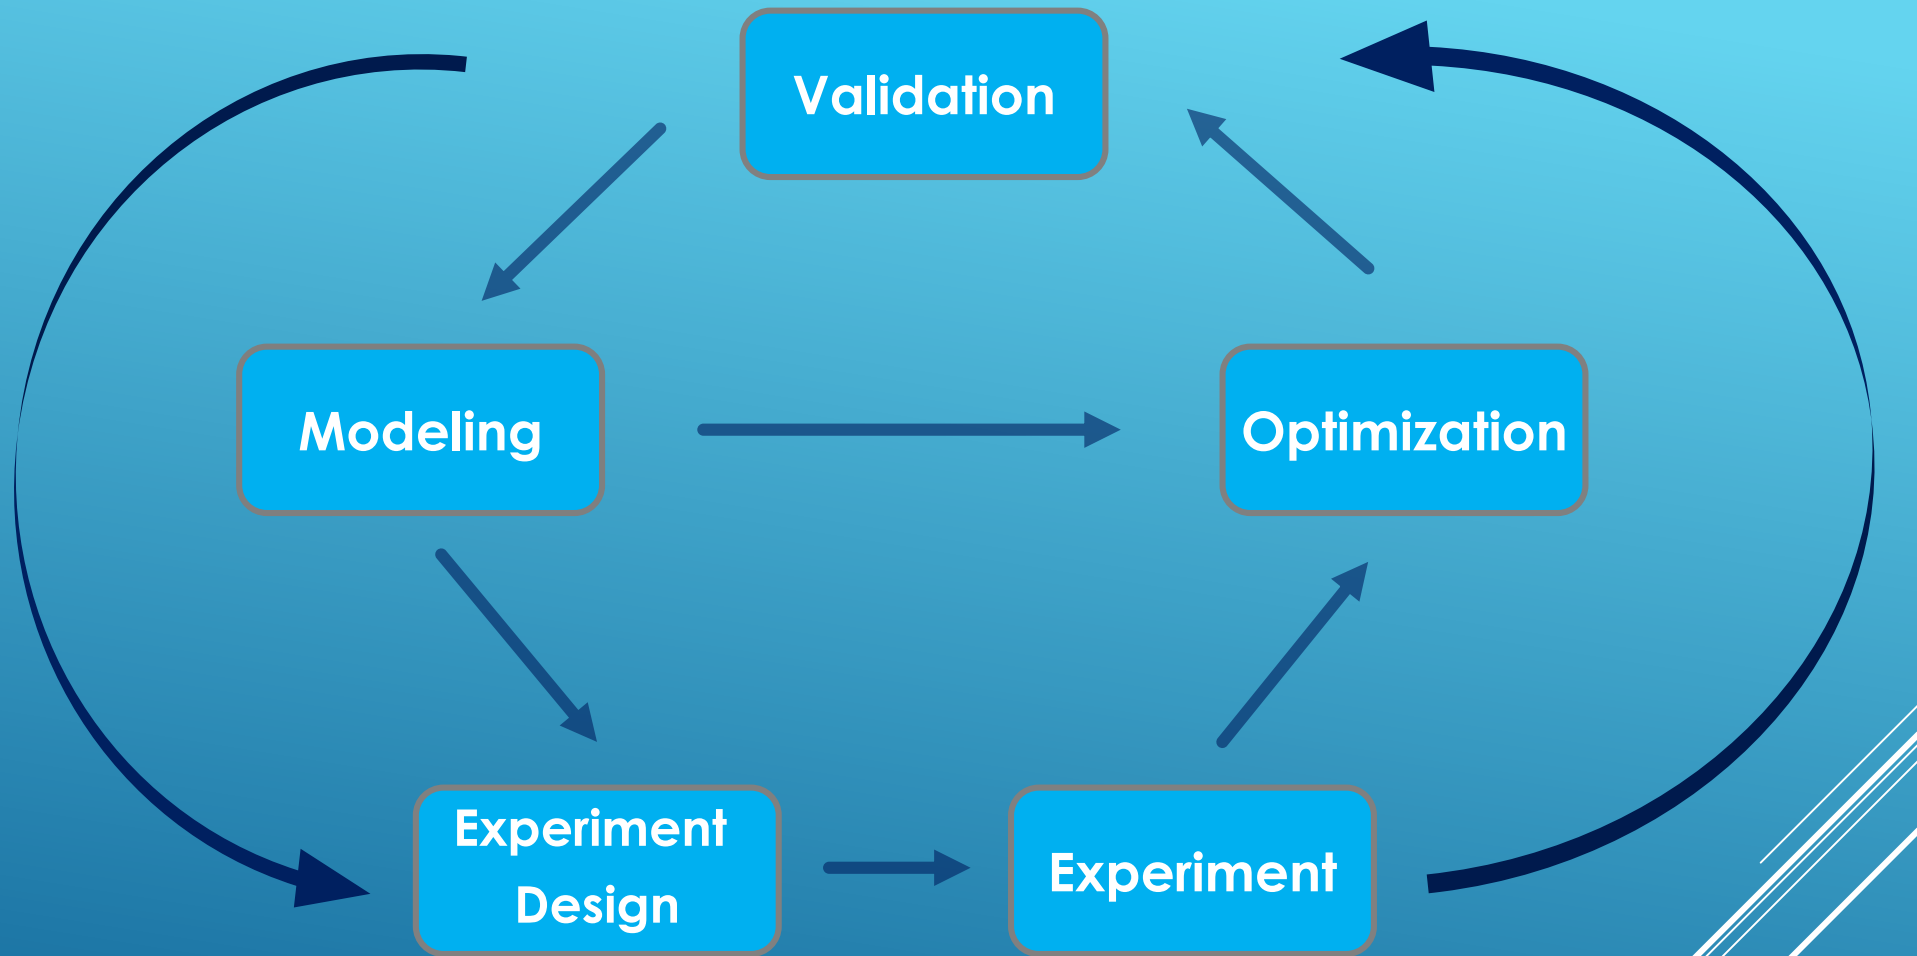 Validation
Modeling
Optimization
Experiment
Design
Experiment